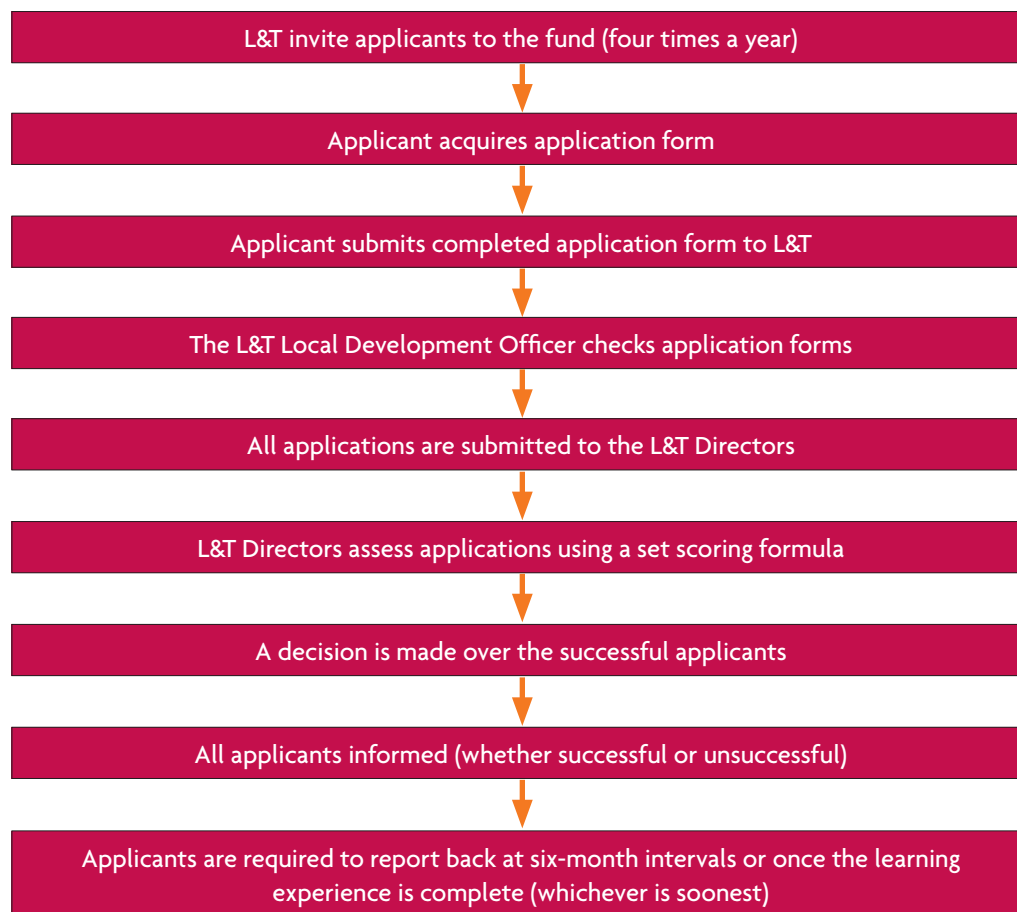 L&T invite applicants to the fund (four times a year)
Applicant acquires application form
Applicant submits completed application form to L&T
The L&T Local Development Officer checks application forms
All applications are submitted to the L&T Directors
L&T Directors assess applications using a set scoring formula
A decision is made over the successful applicants
All applicants informed (whether successful or unsuccessful)
Applicants are required to report back at six-month intervals or once the learning
experience is complete (whichever is soonest)